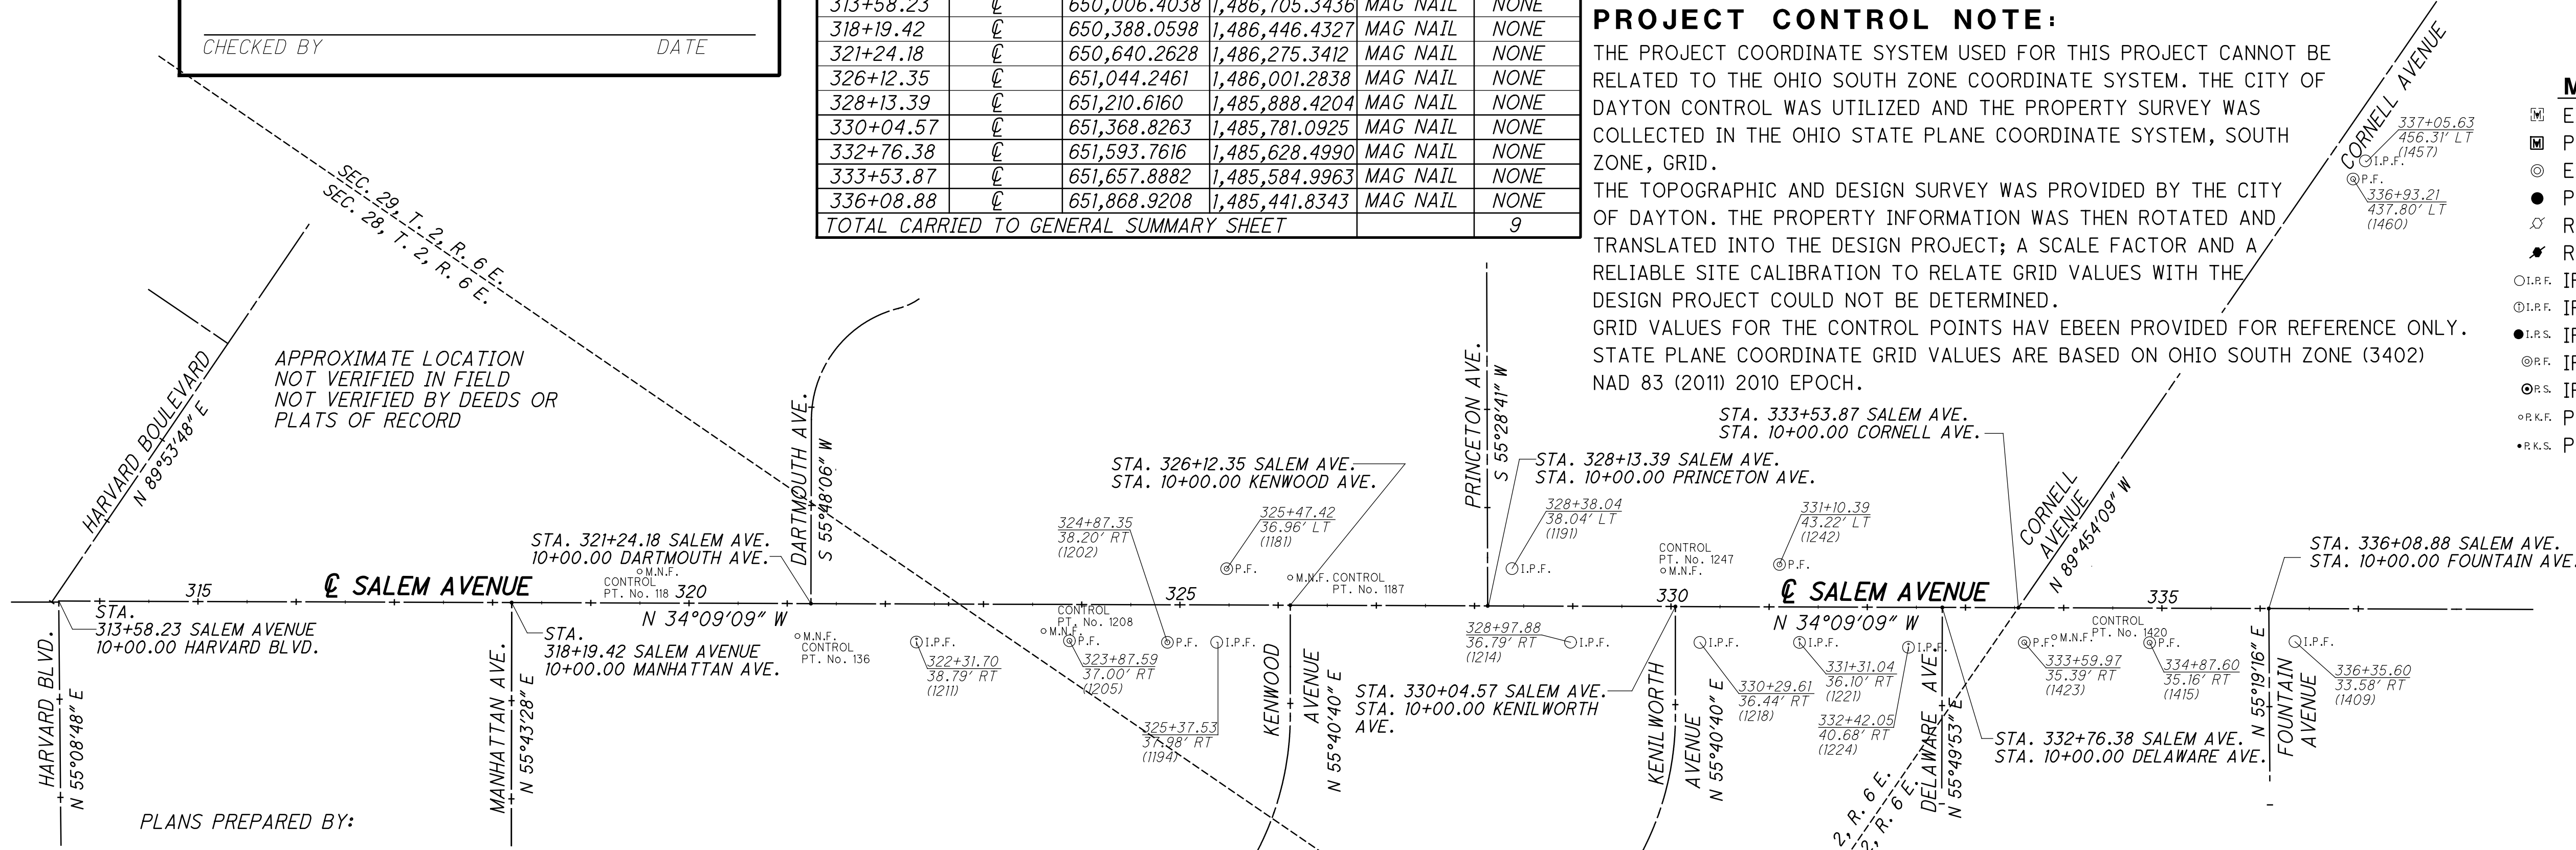 CHECKED BY DATE
313+58.23 ℄ 650,006.4038 1,486,705.3436 MAG NAIL NONE
318+19.42 ℄ 650,388.0598 1,486,446.4327 MAG NAIL NONE
321+24.18 ℄ 650,640.2628 1,486,275.3412 MAG NAIL NONE
326+12.35 ℄ 651,044.2461 1,486,001.2838 MAG NAIL NONE
328+13.39 ℄ 651,210.6160 1,485,888.4204 MAG NAIL NONE
330+04.57 ℄ 651,368.8263 1,485,781.0925 MAG NAIL NONE
332+76.38 ℄ 651,593.7616 1,485,628.4990 MAG NAIL NONE
333+53.87 ℄ 651,657.8882 1,485,584.9963 MAG NAIL NONE
336+08.88 ℄ 651,868.9208 1,485,441.8343 MAG NAIL NONE
TOTAL CARRIED TO GENERAL SUMMARY SHEET 9
PROJECT CONTROL NOTE:
THE PROJECT COORDINATE SYSTEM USED FOR THIS PROJECT CANNOT BE
RELATED TO THE OHIO SOUTH ZONE COORDINATE SYSTEM. THE CITY OF
DAYTON CONTROL WAS UTILIZED AND THE PROPERTY SURVEY WAS
COLLECTED IN THE OHIO STATE PLANE COORDINATE SYSTEM, SOUTH
ZONE, GRID.
THE TOPOGRAPHIC AND DESIGN SURVEY WAS PROVIDED BY THE CITY
OF DAYTON. THE PROPERTY INFORMATION WAS THEN ROTATED AND
TRANSLATED INTO THE DESIGN PROJECT; A SCALE FACTOR AND A
RELIABLE SITE CALIBRATION TO RELATE GRID VALUES WITH THE
DESIGN PROJECT COULD NOT BE DETERMINED.
GRID VALUES FOR THE CONTROL POINTS HAV EBEEN PROVIDED FOR REFERENCE ONLY.
STATE PLANE COORDINATE GRID VALUES ARE BASED ON OHIO SOUTH ZONE (3402)
NAD 83 (2011) 2010 EPOCH.
CORNELL AVENUE
337+05.63
456.31' LT
(1457)
I.P.F.
P.F.
336+93.21
437.80' LT
(1460)
M
E
P
E
P
R
R
I.P.F. IF
I.P.F. IF
I.P.S. IF
P.F. IF
P.S. IF
P.K.F. P
P.K.S. P
SEC. 29, T. 2, R. 6 E.
SEC. 28, T. 2, R. 6 E.
HARVARD BOULEVARD
N 89°53'48" E
APPROXIMATE LOCATION
NOT VERIFIED IN FIELD
NOT VERIFIED BY DEEDS OR
PLATS OF RECORD
DARTMOUTH AVE.
S 55°48'06" W
PRINCETON AVE.
S 55°28'41" W
STA. 333+53.87 SALEM AVE.
STA. 10+00.00 CORNELL AVE.
STA. 326+12.35 SALEM AVE.
STA. 10+00.00 KENWOOD AVE.
STA. 328+13.39 SALEM AVE.
STA. 10+00.00 PRINCETON AVE.
CORNELL
AVENUE
N 89°454'09" W
STA. 321+24.18 SALEM AVE.
10+00.00 DARTMOUTH AVE.
324+87.35
38.20' RT
(1202)
325+47.42
36.96' LT
(1181)
P.F.
328+38.04
38.04' LT
(1191)
I.P.F.
331+10.39
43.22' LT
(1242)
P.F.
STA. 336+08.88 SALEM AVE.
STA. 10+00.00 FOUNTAIN AVE.
M.N.F.
CONTROL
PT. No. 118
M.N.F. CONTROL
PT. No. 1187
CONTROL
PT. No. 1247
M.N.F.
315
℄ SALEM AVENUE
320
325
330
℄ SALEM AVENUE
335
N 34°09'09" W
N 34°09'09" W
STA.
313+58.23 SALEM AVENUE
10+00.00 HARVARD BLVD.
HARVARD BLVD.
N 55°08'48" E
STA.
318+19.42 SALEM AVENUE
10+00.00 MANHATTAN AVE.
MANHATTAN AVE.
N 55°43'28" E
M.N.F.
CONTROL
PT. No. 136
I.P.F.
322+31.70
38.79' RT
(1211)
CONTROL
PT. No. 1208
M.N.F.
P.F.
323+87.59
37.00' RT
(1205)
P.F.
I.P.F.
325+37.53
37.98' RT
(1194)
KENWOOD
AVENUE
N 55°40'40" E
328+97.88
36.79' RT
(1214)
I.P.F.
STA. 330+04.57 SALEM AVE.
STA. 10+00.00 KENILWORTH
AVE.
KENILWORTH
AVENUE
N 55°40'40" E
I.P.F.
330+29.61
36.44' RT
(1218)
I.P.F.
331+31.04
36.10' RT
(1221)
I.P.F.
332+42.05
40.68' RT
(1224)
DELAWARE AVE.
N 55°49'53" E
STA. 332+76.38 SALEM AVE.
STA. 10+00.00 DELAWARE AVE.
P.F.
333+59.97
35.39' RT
(1423)
M.N.F.
CONTROL
PT. No. 1420
P.F.
334+87.60
35.16' RT
(1415)
N 55°19'16" E
FOUNTAIN
AVENUE
I.P.F.
336+35.60
33.58' RT
(1409)
2, R. 6 E.
2, R. 6 E.
PLANS PREPARED BY: